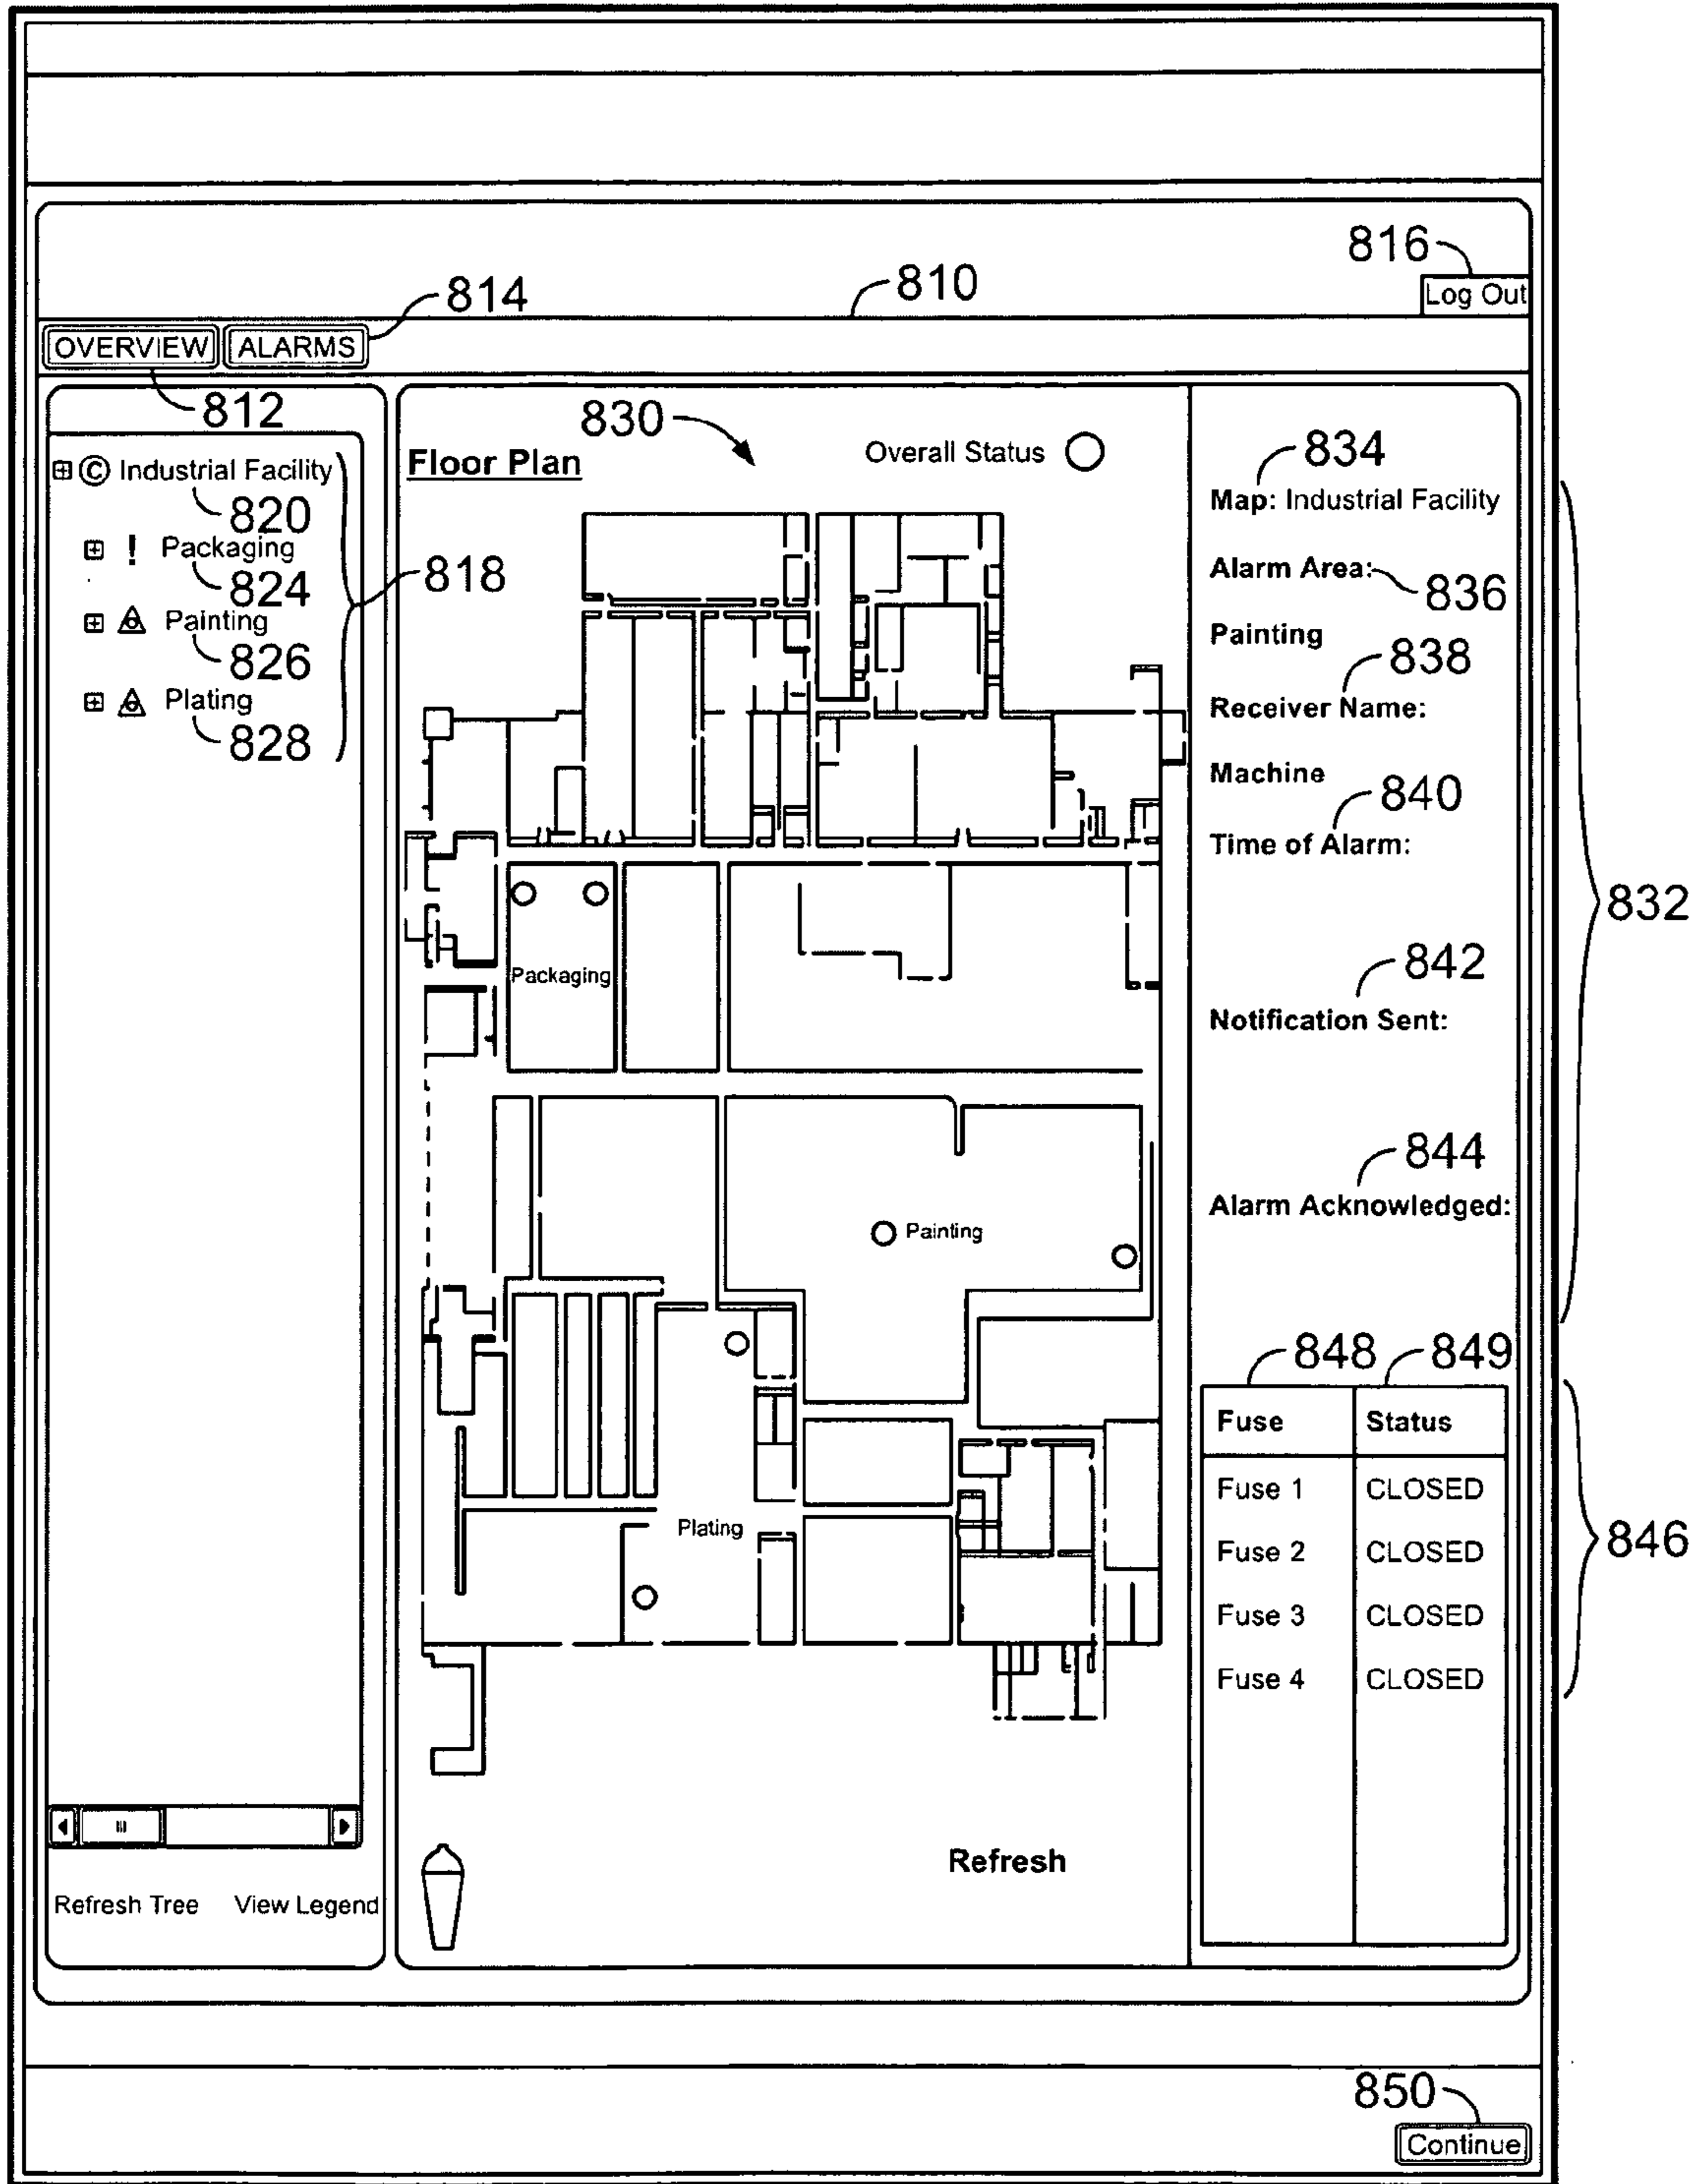 816
Log Out
814
810
OVERVIEW
ALARMS
812
© Industrial Facility
820
! Packaging
824
Painting
826
Plating
828
818
Refresh Tree
View Legend
830
Floor Plan
Overall Status
Packaging
Painting
Plating
Refresh
834
Map: Industrial Facility
Alarm Area:
836
Painting
838
Receiver Name:
Machine
840
Time of Alarm:
832
842
Notification Sent:
844
Alarm Acknowledged:
848
849
Fuse Status
Fuse 1 CLOSED
Fuse 2 CLOSED
Fuse 3 CLOSED
Fuse 4 CLOSED
846
850
Continue